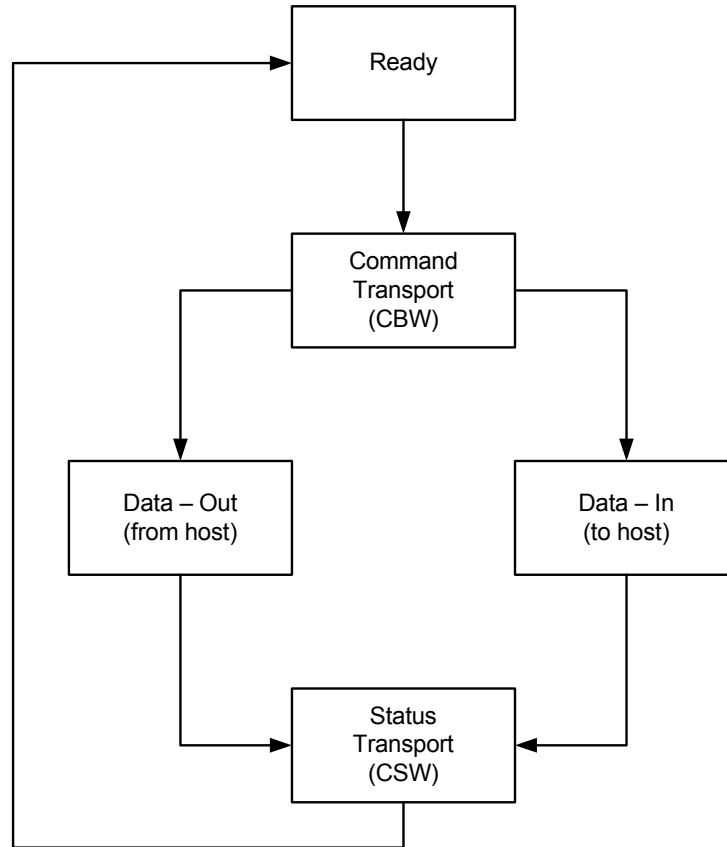 Ready
Command
Transport
(CBW)
Data – Out
(from host)
Data – In
(to host)
Status
Transport
(CSW)